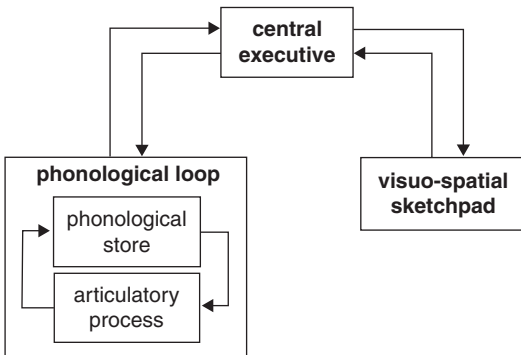 central
executive
phonological loop
phonological
store
articulatory
process
visuo-spatial
sketchpad